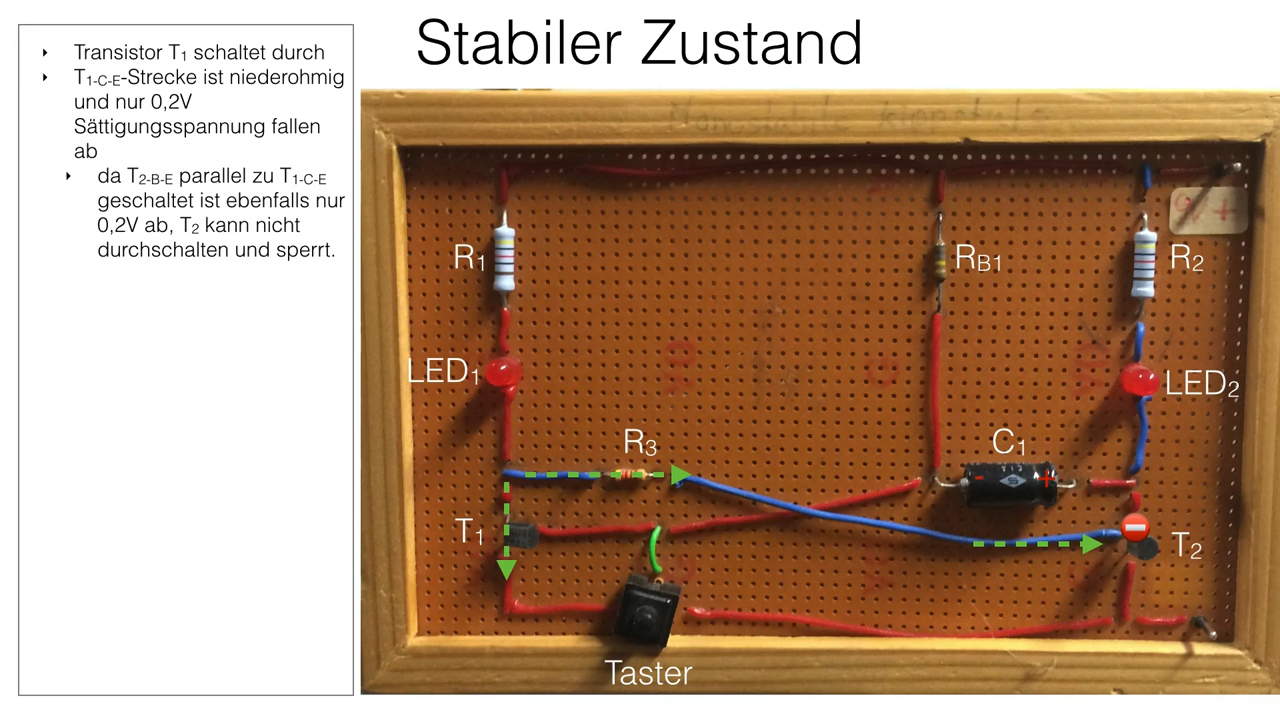 Stabiler Zustand
‣ Transistor T1 schaltet durch
‣ T1-C-E-Strecke ist niederohmig
und nur 0,2V
Sättigungsspannung fallen
ab
‣ da T2-B-E parallel zu T1-C-E
geschaltet ist ebenfalls nur
0,2V ab, T2 kann nicht
durchschalten und sperrt.
9V +
R1
RB1
R2
LED1
LED2
R3
C1
- +
T1
T2
Taster